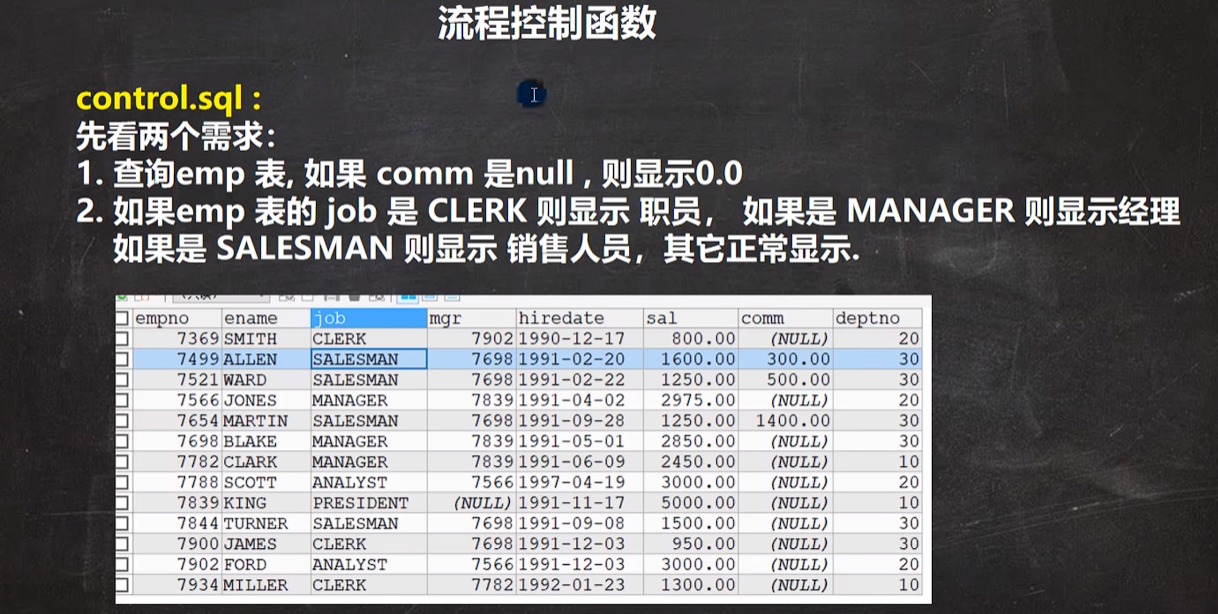 流程控制函数
control.sql :
先看两个需求：
1. 查询emp 表, 如果 comm 是null , 则显示0.0
2. 如果emp 表的 job 是 CLERK 则显示 职员， 如果是 MANAGER 则显示经理
如果是 SALESMAN 则显示 销售人员，其它正常显示.
empno ename job mgr hiredate sal comm deptno
7369 SMITH CLERK 7902 1990-12-17 800.00 (NULL) 20
7499 ALLEN SALESMAN 7698 1991-02-20 1600.00 300.00 30
7521 WARD SALESMAN 7698 1991-02-22 1250.00 500.00 30
7566 JONES MANAGER 7839 1991-04-02 2975.00 (NULL) 20
7654 MARTIN SALESMAN 7698 1991-09-28 1250.00 1400.00 30
7698 BLAKE MANAGER 7839 1991-05-01 2850.00 (NULL) 30
7782 CLARK MANAGER 7839 1991-06-09 2450.00 (NULL) 10
7788 SCOTT ANALYST 7566 1997-04-19 3000.00 (NULL) 20
7839 KING PRESIDENT (NULL) 1991-11-17 5000.00 (NULL) 10
7844 TURNER SALESMAN 7698 1991-09-08 1500.00 (NULL) 30
7900 JAMES CLERK 7698 1991-12-03 950.00 (NULL) 30
7902 FORD ANALYST 7566 1991-12-03 3000.00 (NULL) 20
7934 MILLER CLERK 7782 1992-01-23 1300.00 (NULL) 10